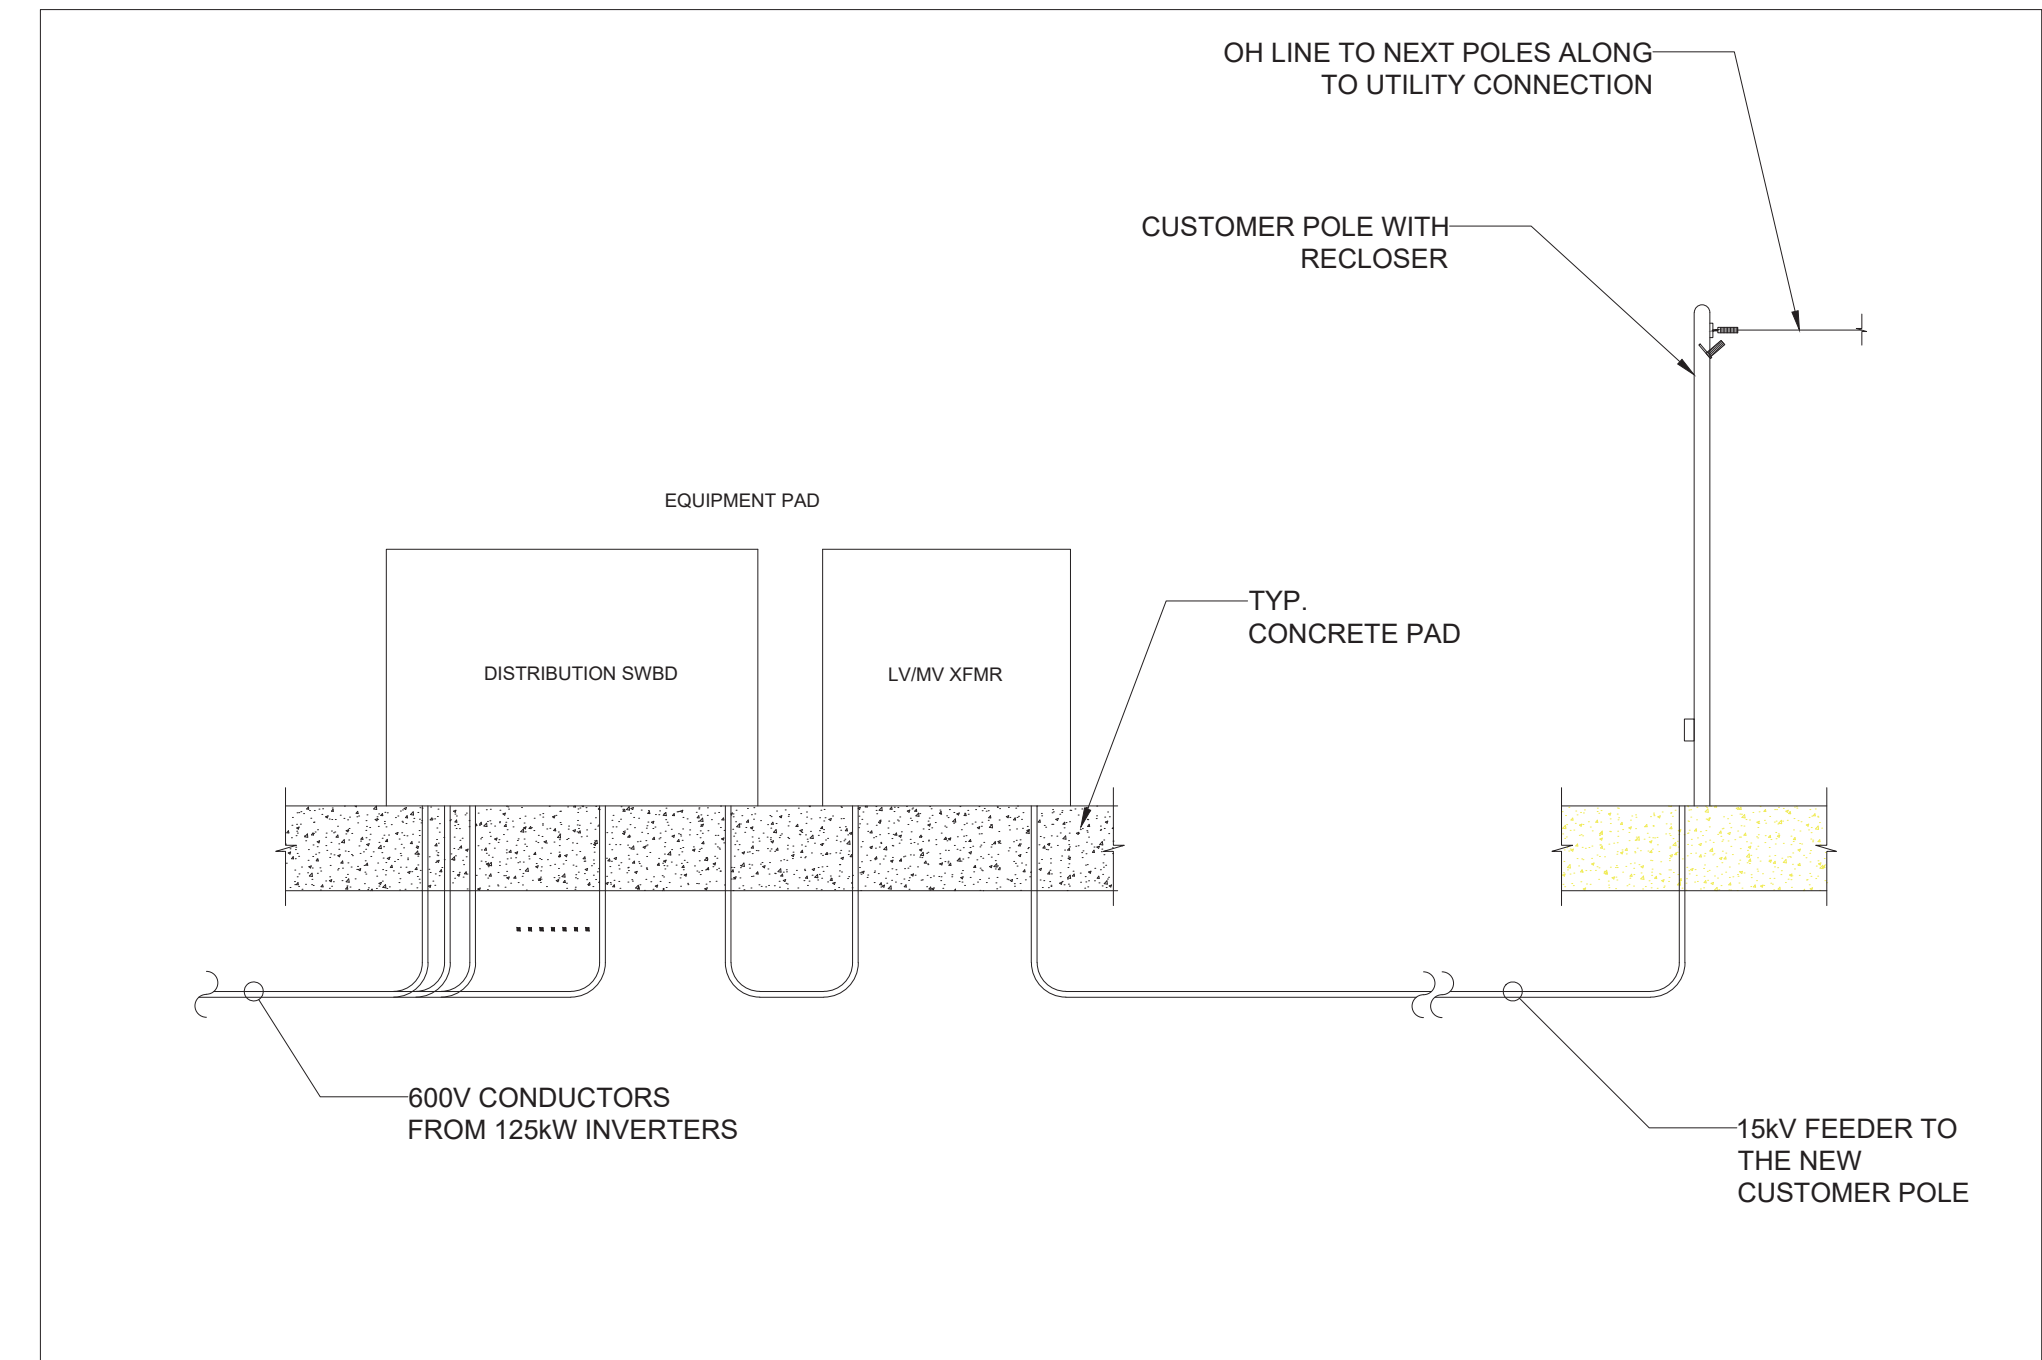 OH LINE TO NEXT POLES ALONG
TO UTILITY CONNECTION
CUSTOMER POLE WITH
RECLOSER
EQUIPMENT PAD
TYP.
CONCRETE PAD
DISTRIBUTION SWBD
LV/MV XFMR
600V CONDUCTORS
FROM 125kW INVERTERS
15kV FEEDER TO
THE NEW
CUSTOMER POLE